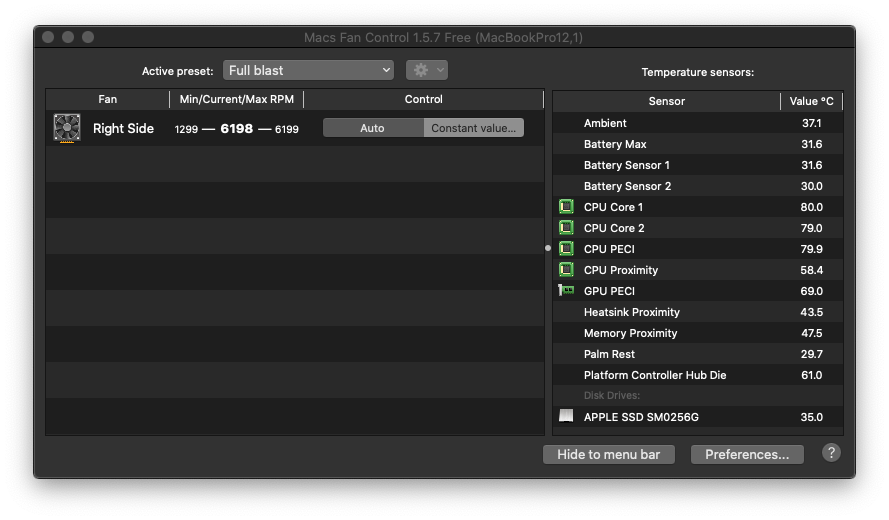 Macs Fan Control 1.5.7 Free (MacBookPro12,1)
Active preset: Full blast
Temperature sensors:
Fan Min/Current/Max RPM Control
Right Side 1299 — 6198 — 6199 Auto Constant value...
Sensor Value °C
Ambient 37.1
Battery Max 31.6
Battery Sensor 1 31.6
Battery Sensor 2 30.0
CPU Core 1 80.0
CPU Core 2 79.0
CPU PECI 79.9
CPU Proximity 58.4
GPU PECI 69.0
Heatsink Proximity 43.5
Memory Proximity 47.5
Palm Rest 29.7
Platform Controller Hub Die 61.0
Disk Drives:
APPLE SSD SM0256G 35.0
Hide to menu bar Preferences... ?